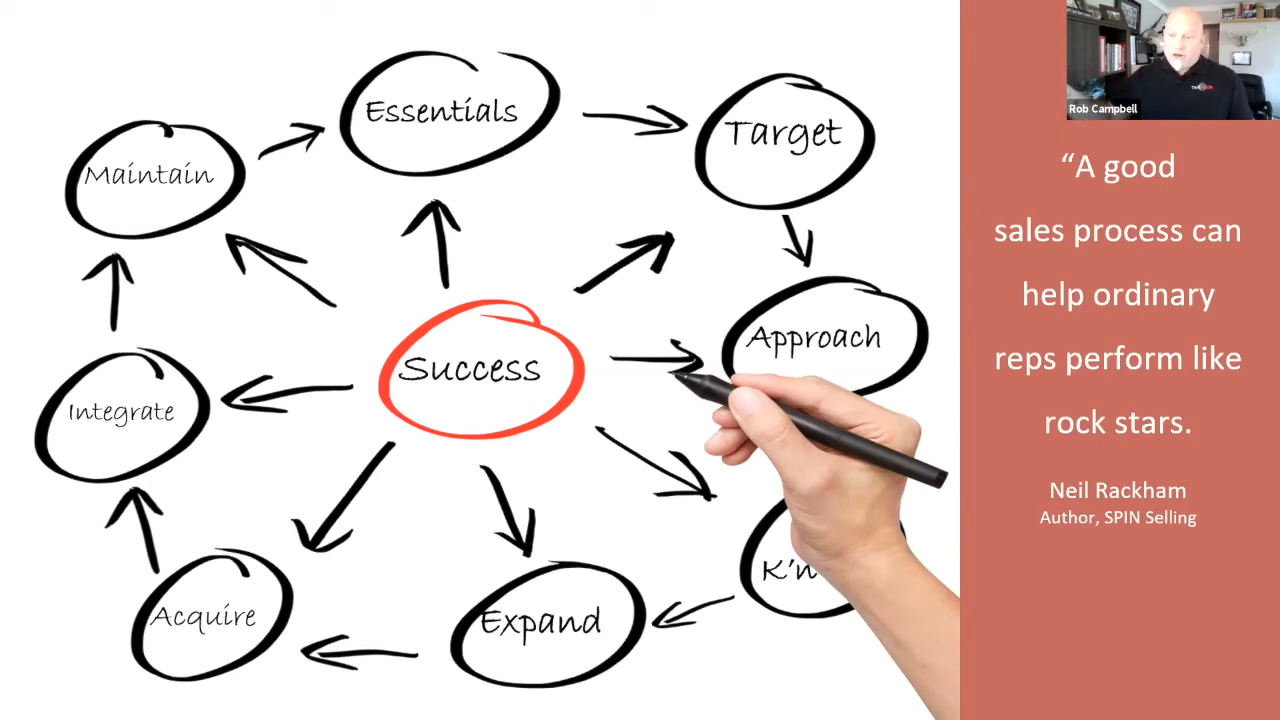 Essentials
Target
Maintain
Approach
Success
Integrate
K'n
Expand
Acquire
Rob Campbell
“A good
sales process can
help ordinary
reps perform like
rock stars.
Neil Rackham
Author, SPIN Selling